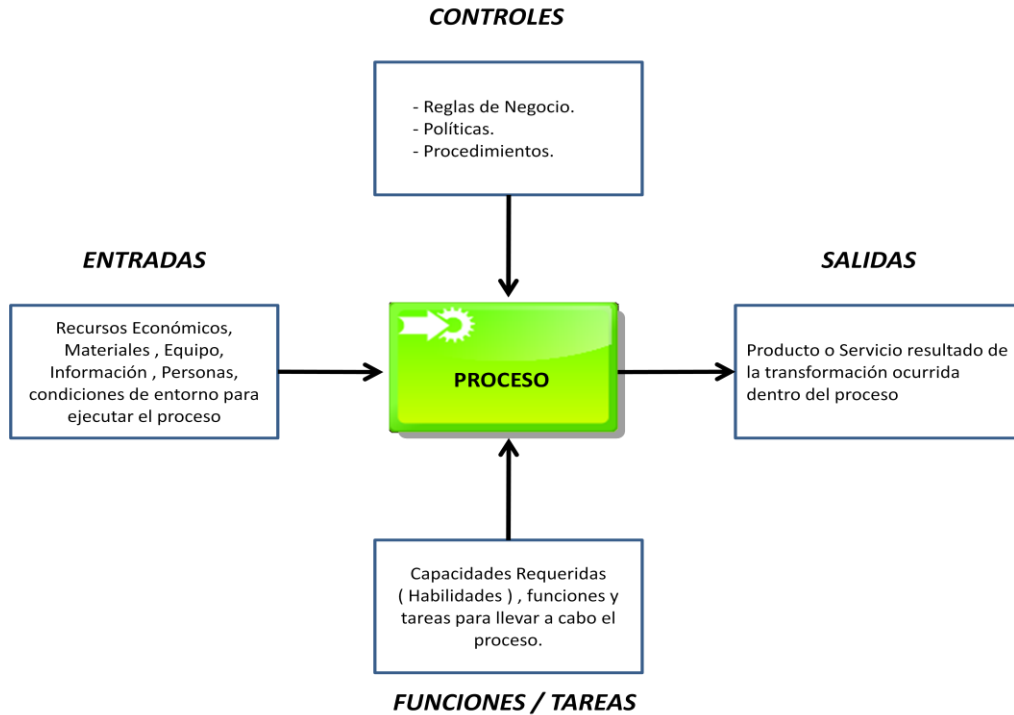 CONTROLES
- Reglas de Negocio.
- Políticas.
- Procedimientos.
ENTRADAS
Recursos Económicos,
Materiales , Equipo,
Información , Personas,
condiciones de entorno para
ejecutar el proceso
PROCESO
SALIDAS
Producto o Servicio resultado de
la transformación ocurrida
dentro del proceso
Capacidades Requeridas
( Habilidades ) , funciones y
tareas para llevar a cabo el
proceso.
FUNCIONES / TAREAS